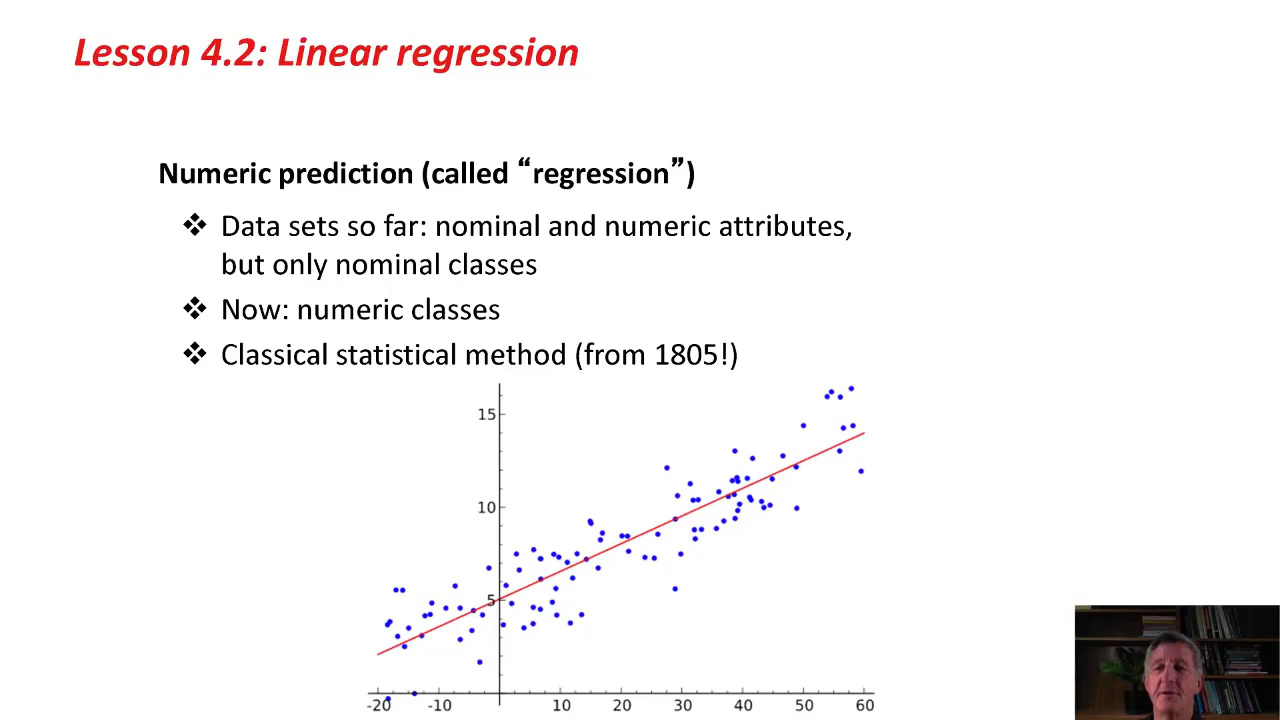 Lesson 4.2: Linear regression
Numeric prediction (called “regression”)
❖ Data sets so far: nominal and numeric attributes,
but only nominal classes
❖ Now: numeric classes
❖ Classical statistical method (from 1805!)
15
10
5
-20 -10 10 20 30 40 50 60